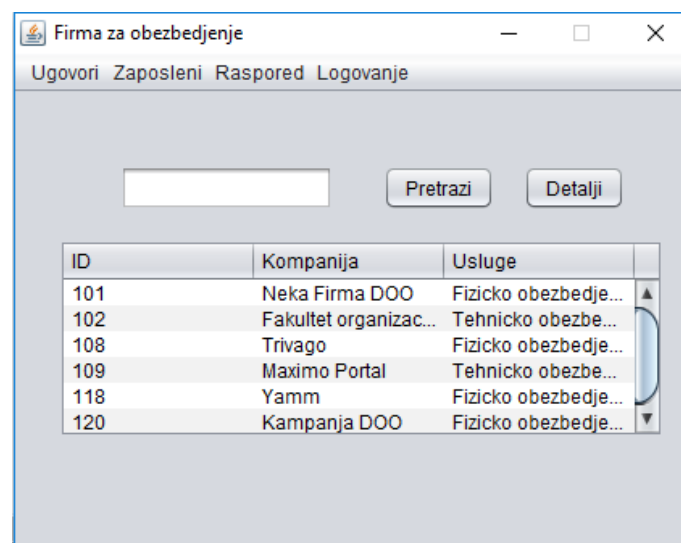 Firma za obezbedjenje
Ugovori Zaposleni Raspored Logovanje
Pretrazi Detalji
ID Kompanija Usluge
101 Neka Firma DOO Fizicko obezbedje...
102 Fakultet organizac... Tehnicko obezbe...
108 Trivago Fizicko obezbedje...
109 Maximo Portal Tehnicko obezbe...
118 Yamm Fizicko obezbedje...
120 Kampanja DOO Fizicko obezbedje...